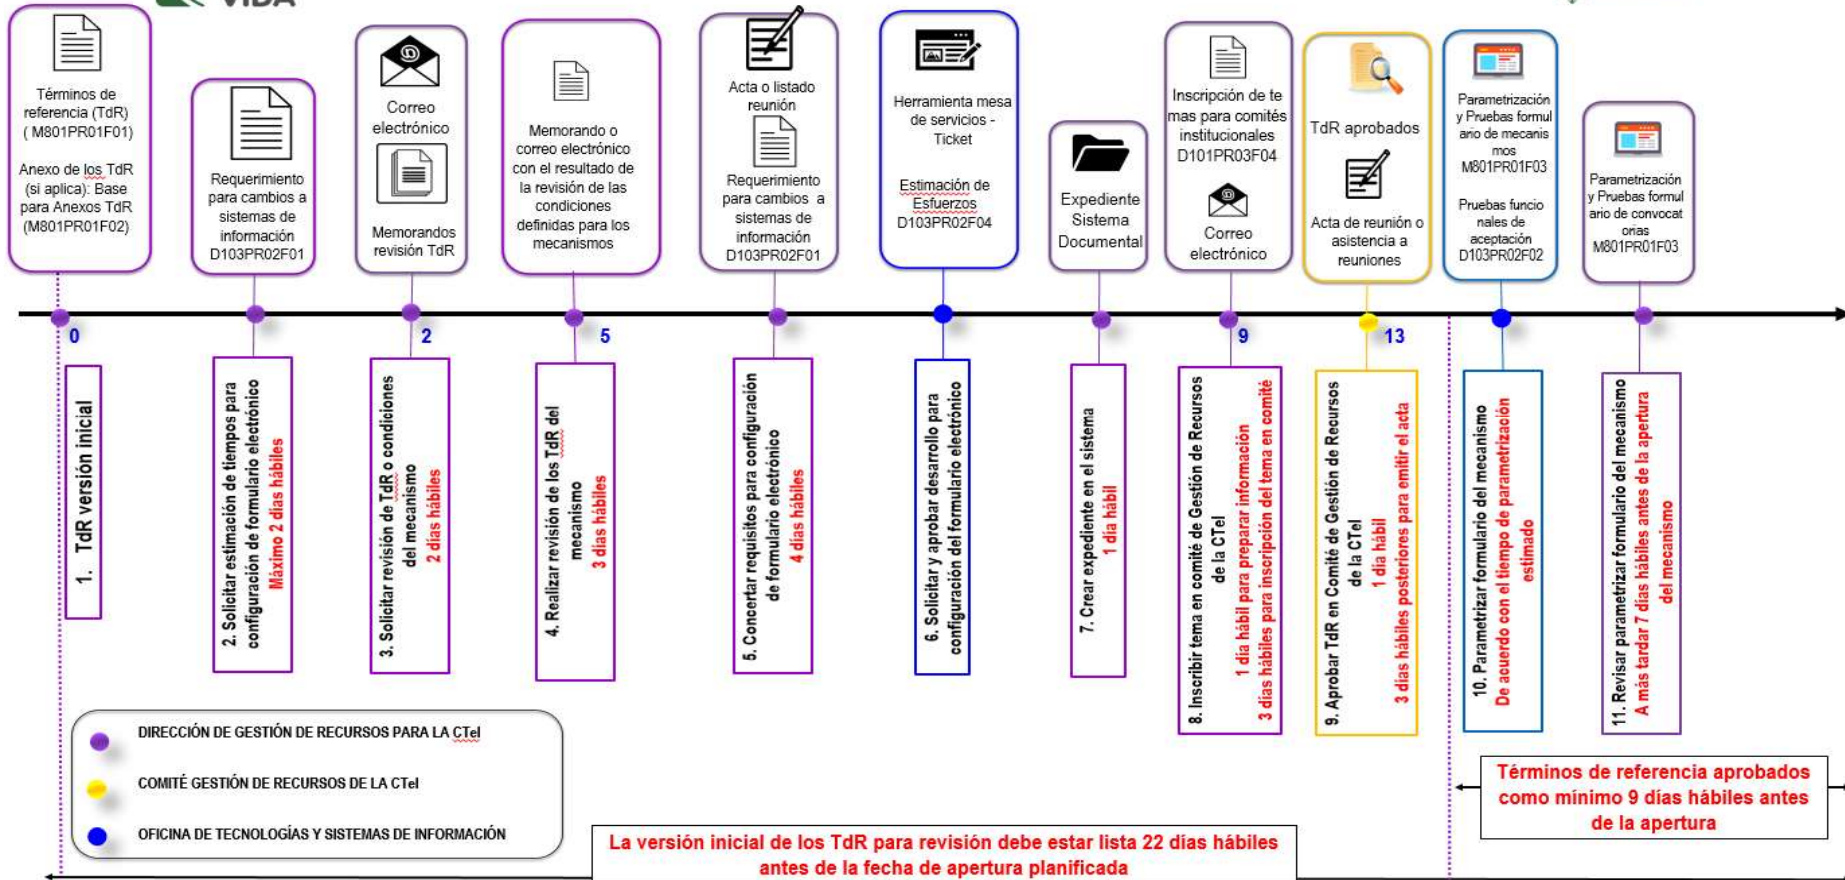 VIDA
Términos de
referencia (TdR)
( M801PR01F01)
Anexo de los TdR
(si aplica): Base
para Anexos TdR
(M801PR01F02)
Requerimiento
para cambios a
sistemas de
información
D103PR02F01
Correo
electrónico
Memorandos
revisión TdR
Memorando o
correo electrónico
con el resultado de
la revisión de las
condiciones
definidas para los
mecanismos
Acta o listado
reunión
Requerimiento
para cambios a
sistemas de
información
D103PR02F01
Herramienta mesa
de servicios -
Ticket
Estimación de
Esfuerzos
D103PR02F04
Expediente
Sistema
Documental
Inscripción de te
mas para comités
institucionales
D101PR03F04
Correo
electrónico
TdR aprobados
Acta de reunión o
asistencia a
reuniones
Parametrización
y Pruebas formul
ario de mecanis
mos
M801PR01F03
Pruebas funcio
nales de
aceptación
D103PR02F02
Parametrización
y Pruebas formul
ario de convocat
orias
M801PR01F03
0
2
5
9
13
1. TdR versión inicial
2. Solicitar estimación de tiempos para
configuración de formulario electrónico
Máximo 2 días hábiles
3. Solicitar revisión de TdR o condiciones
del mecanismo
2 días hábiles
4. Realizar revisión de los TdR del
mecanismo
3 días hábiles
5. Concertar requisitos para configuración
de formulario electrónico
4 días hábiles
6. Solicitar y aprobar desarrollo para
configuración del formulario electrónico
7. Crear expediente en el sistema
1 día hábil
8. Inscribir tema en comité de Gestión de Recursos
de la CTeI
1 día hábil para preparar información
3 días hábiles para inscripción del tema en comité
9. Aprobar TdR en Comité de Gestión de Recursos
de la CTeI
1 día hábil
3 días hábiles posteriores para emitir el acta
10. Parametrizar formulario del mecanismo
De acuerdo con el tiempo de parametrización
estimado
11. Revisar parametrizar formulario del mecanismo
A más tardar 7 días hábiles antes de la apertura
del mecanismo
DIRECCIÓN DE GESTIÓN DE RECURSOS PARA LA CTeI
COMITÉ GESTIÓN DE RECURSOS DE LA CTeI
OFICINA DE TECNOLOGÍAS Y SISTEMAS DE INFORMACIÓN
Términos de referencia aprobados
como mínimo 9 días hábiles antes
de la apertura
La versión inicial de los TdR para revisión debe estar lista 22 días hábiles
antes de la fecha de apertura planificada